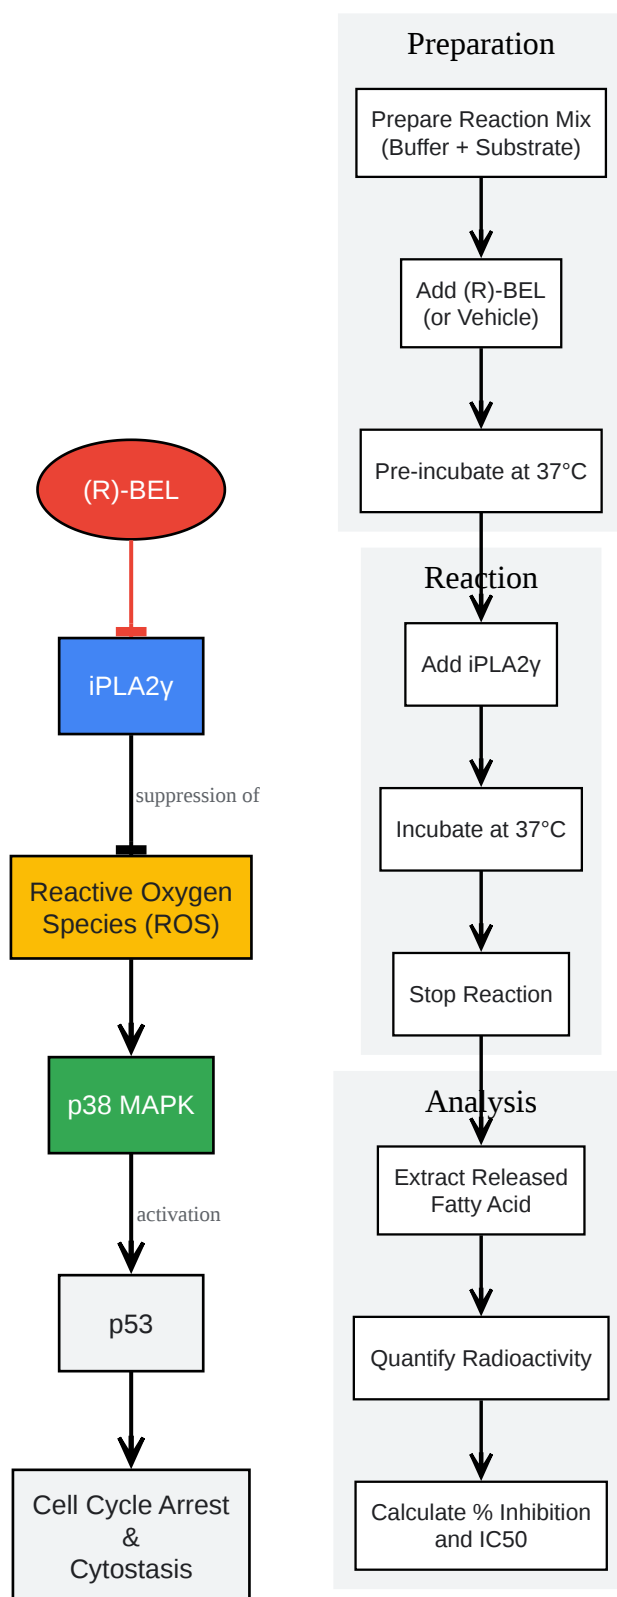 (R)-BEL
iPLA2γ
suppression of
Reactive Oxygen
Species (ROS)
p38 MAPK
activation
p53
Cell Cycle Arrest
&
Cytostasis
Preparation
Prepare Reaction Mix
(Buffer + Substrate)
Add (R)-BEL
(or Vehicle)
Pre-incubate at 37°C
Reaction
Add iPLA2γ
Incubate at 37°C
Stop Reaction
Analysis
Extract Released
Fatty Acid
Quantify Radioactivity
Calculate % Inhibition
and IC50